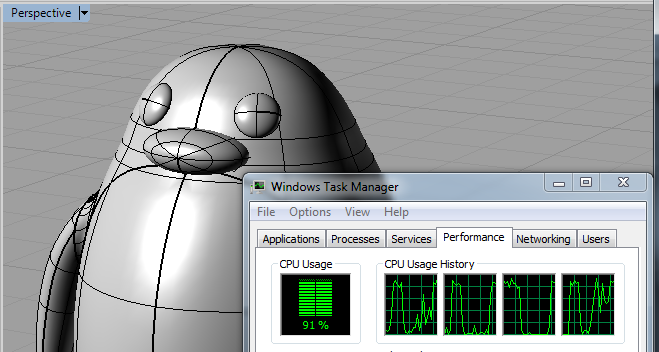 Perspective
Windows Task Manager
File Options View Help
Applications Processes Services Performance Networking Users
CPU Usage CPU Usage History
91 %